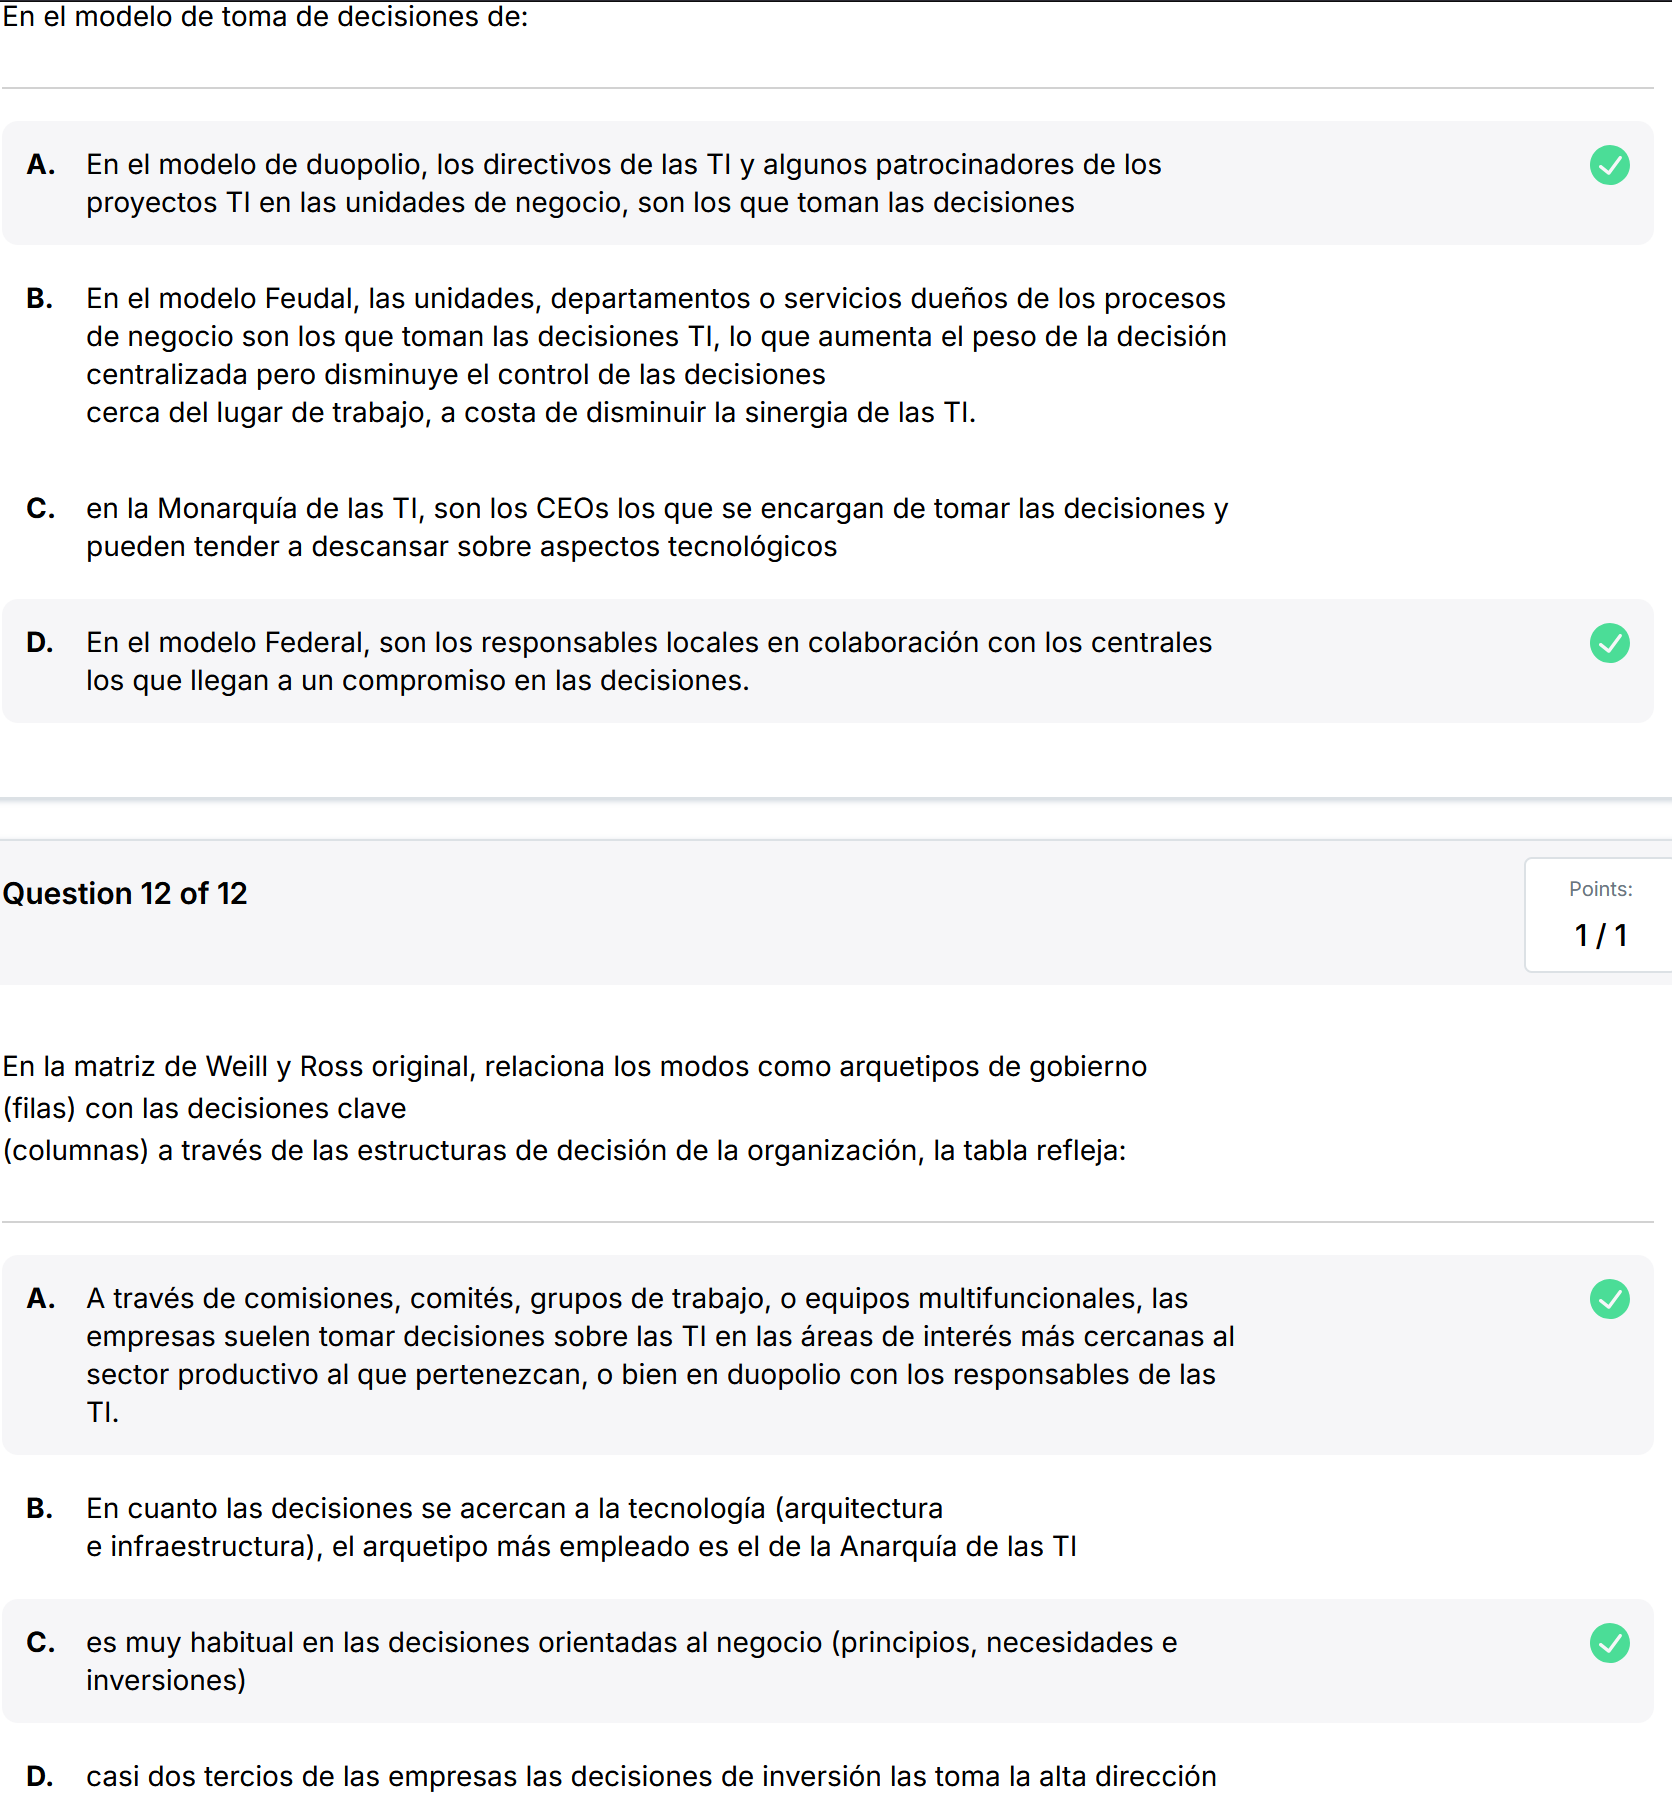 En el modelo de toma de decisiones de:
A. En el modelo de duopolio, los directivos de las TI y algunos patrocinadores de los
proyectos TI en las unidades de negocio, son los que toman las decisiones
B. En el modelo Feudal, las unidades, departamentos o servicios dueños de los procesos
de negocio son los que toman las decisiones TI, lo que aumenta el peso de la decisión
centralizada pero disminuye el control de las decisiones
cerca del lugar de trabajo, a costa de disminuir la sinergia de las TI.
C. en la Monarquía de las TI, son los CEOs los que se encargan de tomar las decisiones y
pueden tender a descansar sobre aspectos tecnológicos
D. En el modelo Federal, son los responsables locales en colaboración con los centrales
los que llegan a un compromiso en las decisiones.
Question 12 of 12
Points:
1 / 1
En la matriz de Weill y Ross original, relaciona los modos como arquetipos de gobierno
(filas) con las decisiones clave
(columnas) a través de las estructuras de decisión de la organización, la tabla refleja:
A. A través de comisiones, comités, grupos de trabajo, o equipos multifuncionales, las
empresas suelen tomar decisiones sobre las TI en las áreas de interés más cercanas al
sector productivo al que pertenezcan, o bien en duopolio con los responsables de las
TI.
B. En cuanto las decisiones se acercan a la tecnología (arquitectura
e infraestructura), el arquetipo más empleado es el de la Anarquía de las TI
C. es muy habitual en las decisiones orientadas al negocio (principios, necesidades e
inversiones)
D. casi dos tercios de las empresas las decisiones de inversión las toma la alta dirección